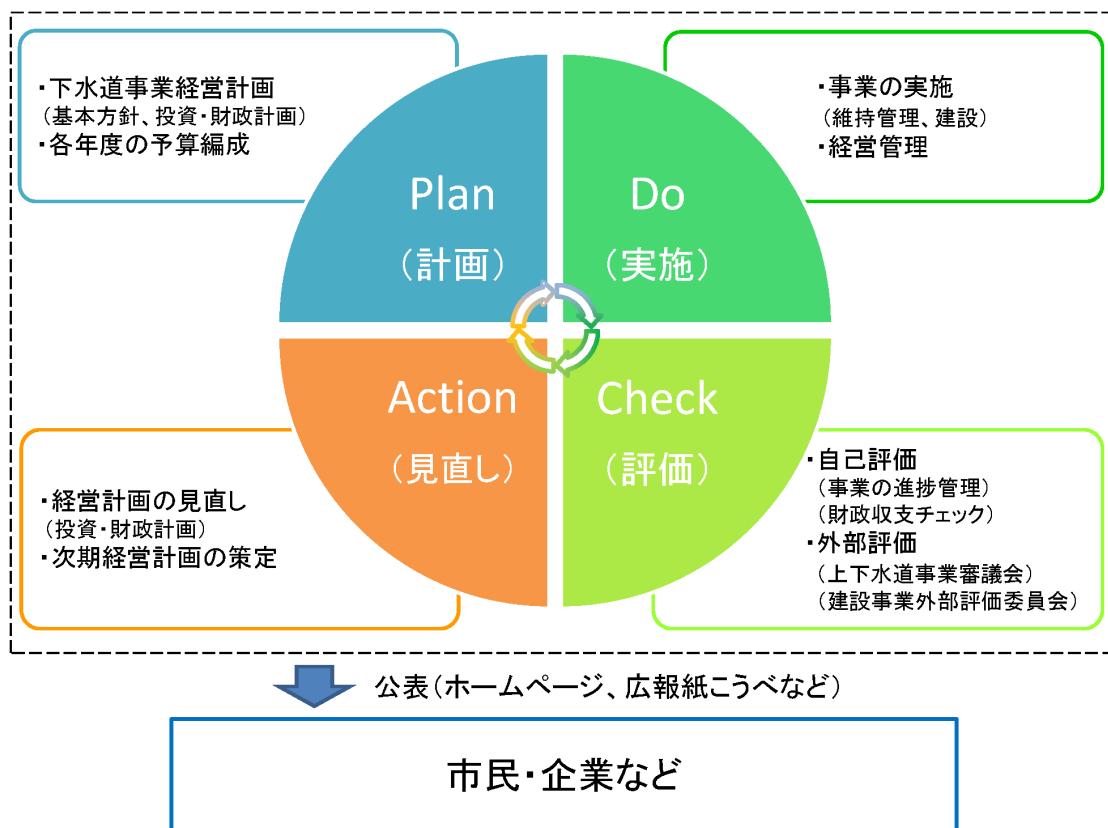 ・下水道事業経営計画
（基本方針、投資・財政計画）
・各年度の予算編成
Plan
（計画）
・事業の実施
（維持管理、建設）
・経営管理
Do
（実施）
Action
（見直し）
・経営計画の見直し
（投資・財政計画）
・次期経営計画の策定
Check
（評価）
・自己評価
（事業の進捗管理）
（財政収支チェック）
・外部評価
（上下水道事業審議会）
（建設事業外部評価委員会）
公表（ホームページ、広報紙こうべなど）
市民・企業など